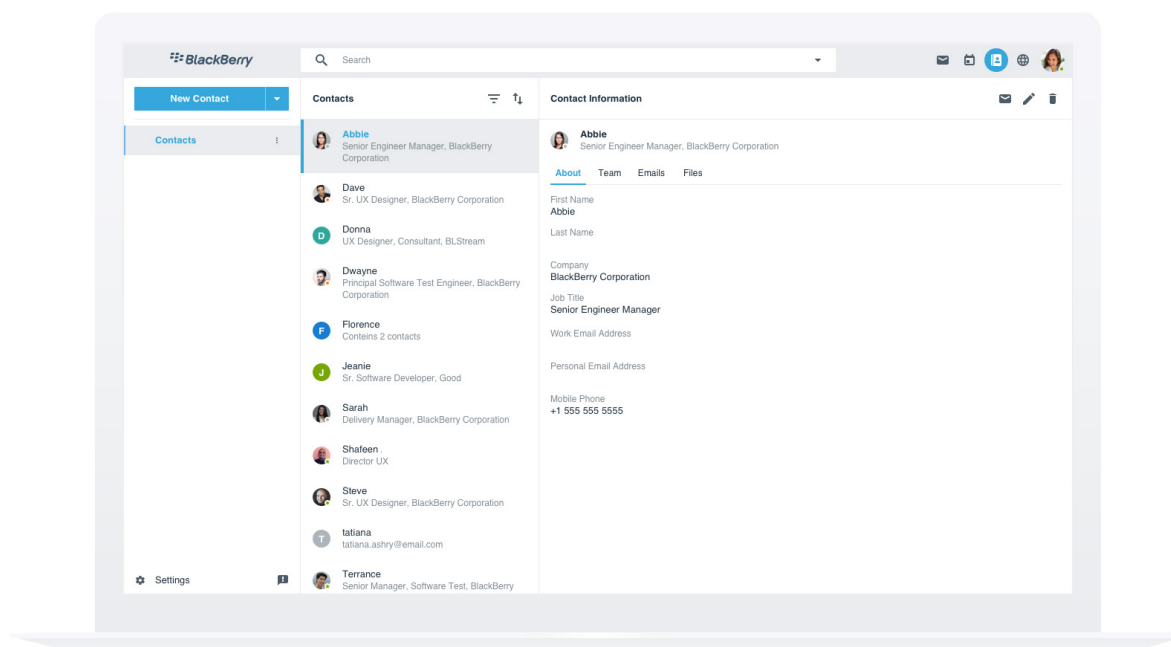 BlackBerry
Search
New Contact
Contacts
Settings
Contacts
Abbie
Senior Engineer Manager, BlackBerry
Corporation
Dave
Sr. UX Designer, BlackBerry Corporation
D
Donna
UX Designer, Consultant, BLStream
Dwayne
Principal Software Test Engineer, BlackBerry
Corporation
F
Florence
Conteins 2 contacts
J
Jeanie
Sr. Software Developer, Good
Sarah
Delivery Manager, BlackBerry Corporation
Shafeen .
Director UX
Steve
Sr. UX Designer, BlackBerry Corporation
T
tatiana
tatiana.ashry@email.com
Terrance
Senior Manager, Software Test, BlackBerry
Contact Information
Abbie
Senior Engineer Manager, BlackBerry Corporation
About Team Emails Files
First Name
Abbie
Last Name
Company
BlackBerry Corporation
Job Title
Senior Engineer Manager
Work Email Address
Personal Email Address
Mobile Phone
+1 555 555 5555